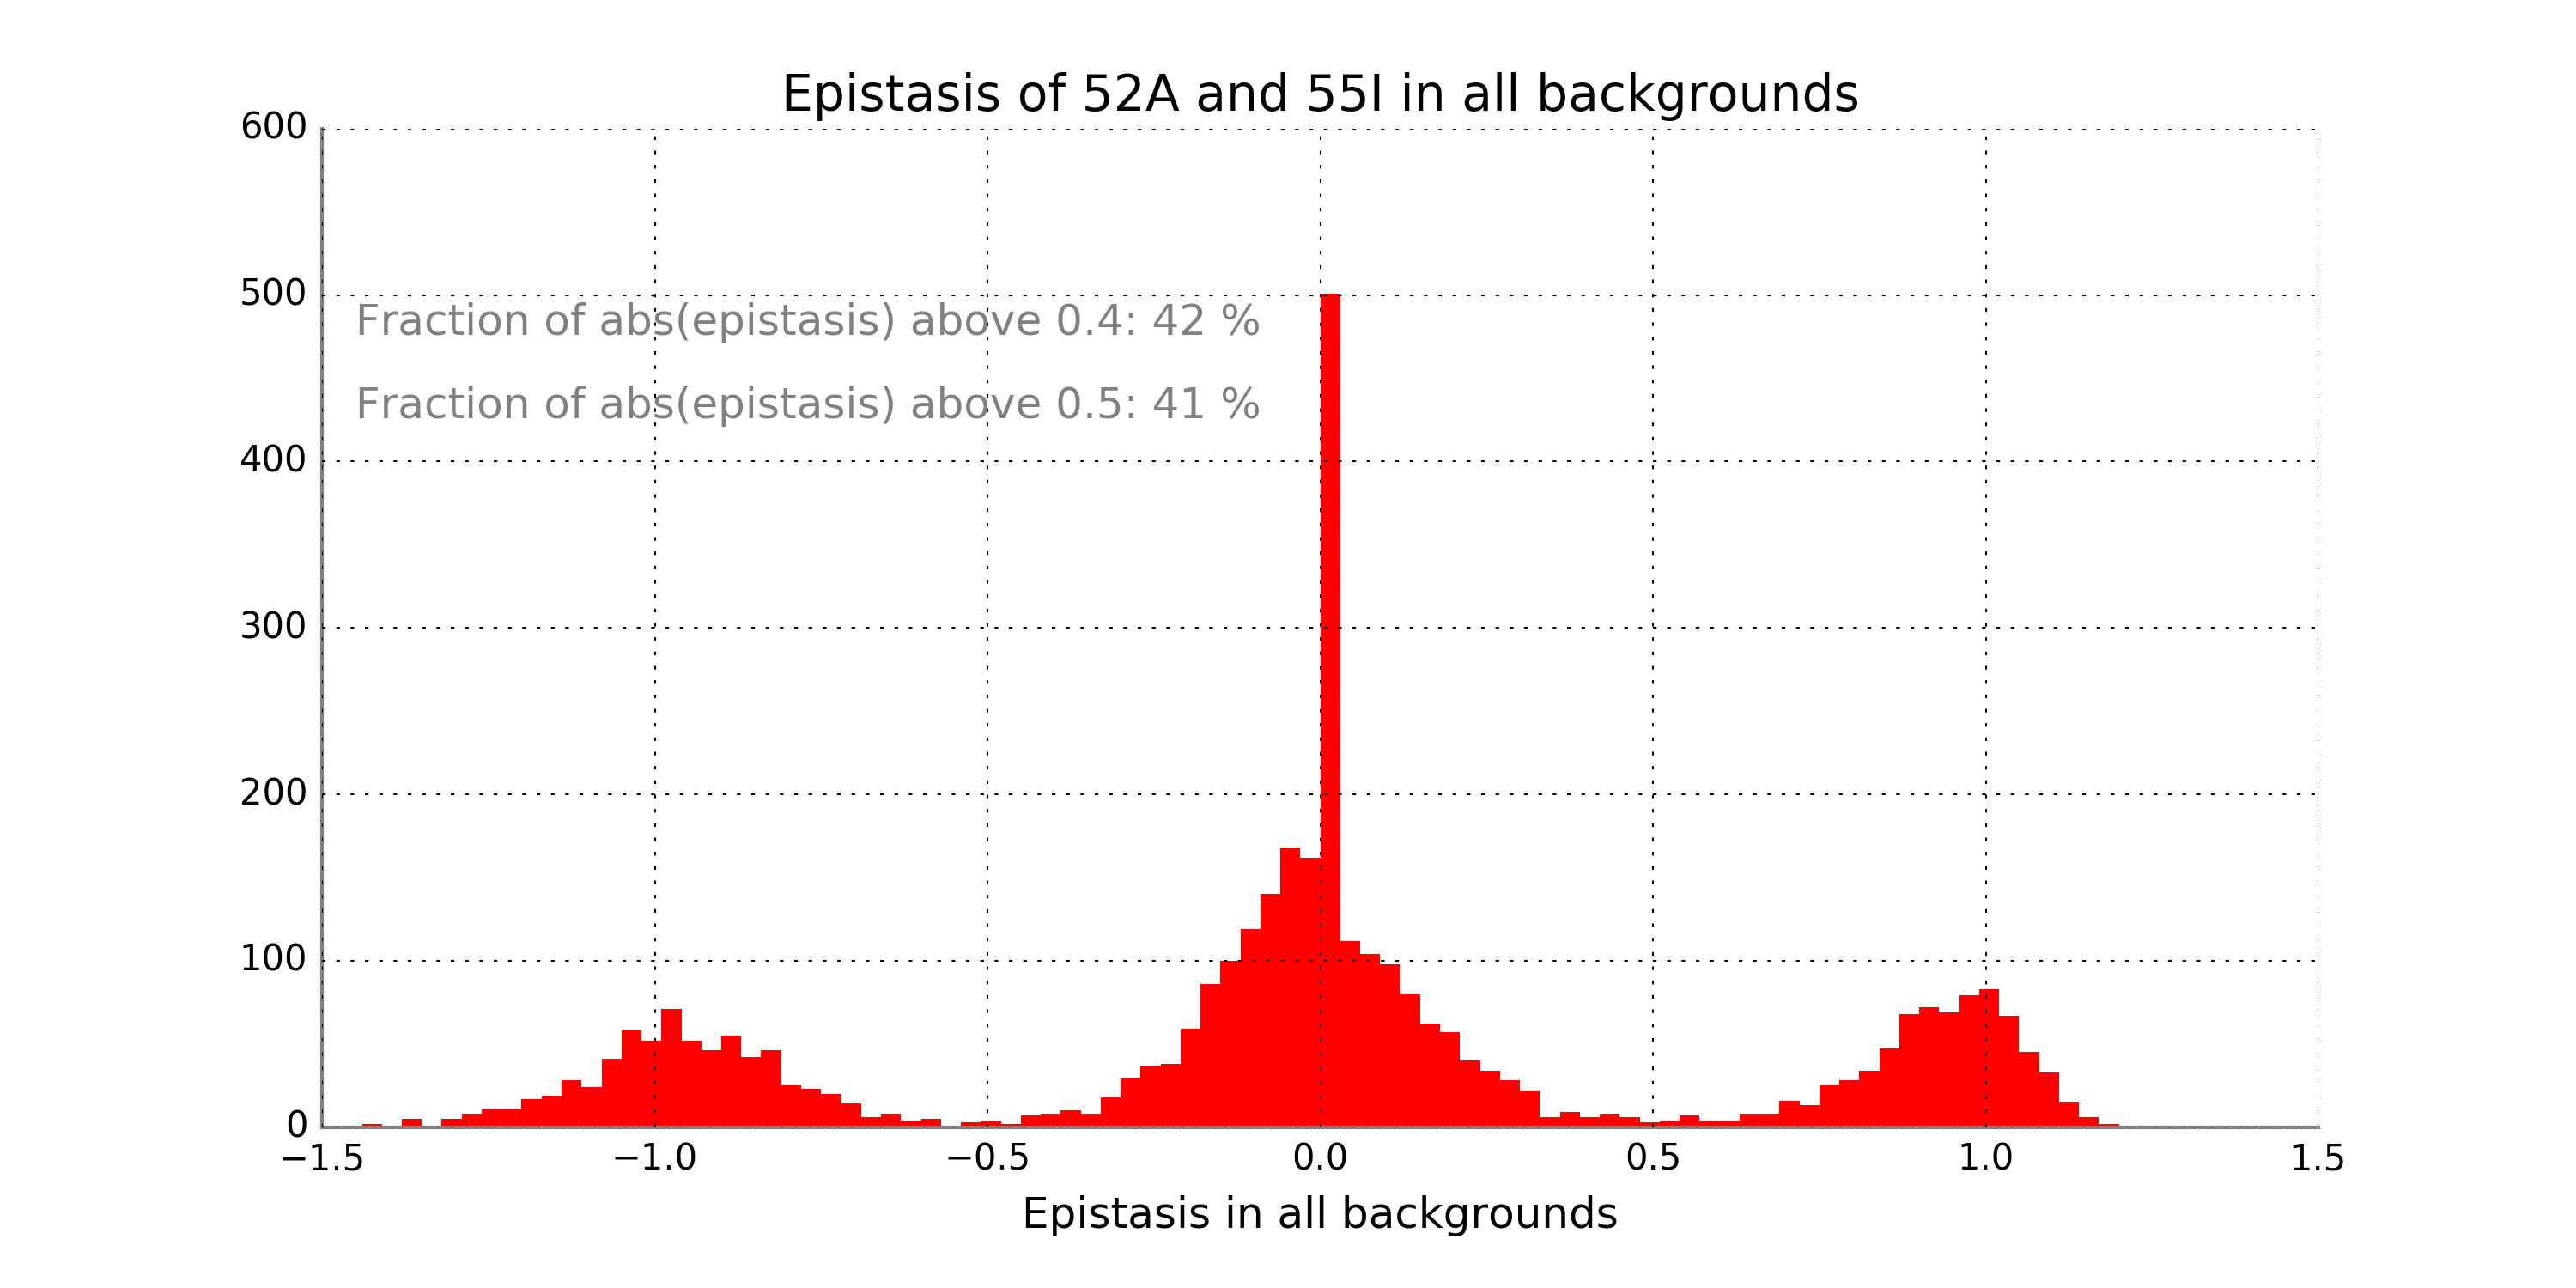 Epistasis of 52A and 55I in all backgrounds
600
500
Fraction of abs(epistasis) above 0.4: 42 %
Fraction of abs(epistasis) above 0.5: 41 %
400
300
200
100
0
−1.5 −1.0 −0.5 0.0 0.5 1.0 1.5
Epistasis in all backgrounds